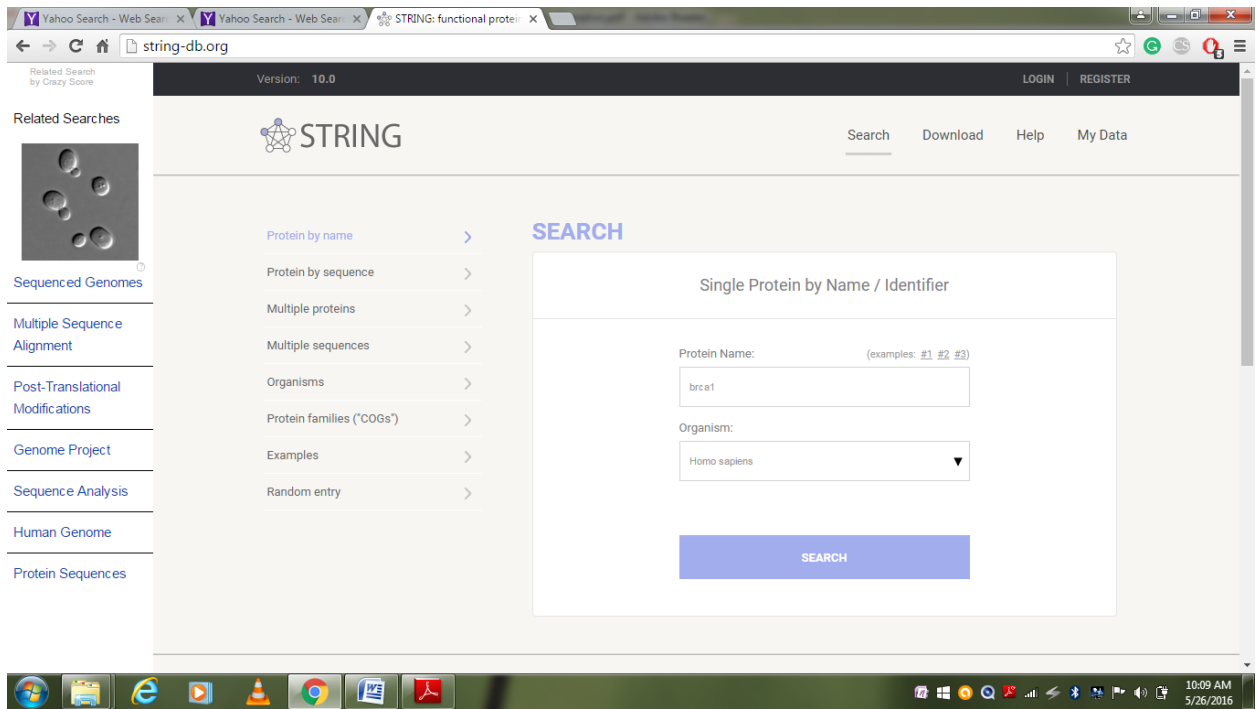 Yahoo Search - Web Sear
Yahoo Search - Web Sear
STRING: functional protein
string-db.org
5
Related Search
by Crazy Score
Related Searches
Sequenced Genomes
Multiple Sequence
Alignment
Post-Translational
Modifications
Genome Project
Sequence Analysis
Human Genome
Protein Sequences
Version: 10.0
LOGIN | REGISTER
STRING
Search Download Help My Data
Protein by name
Protein by sequence
Multiple proteins
Multiple sequences
Organisms
Protein families ("COGs")
Examples
Random entry
SEARCH
Single Protein by Name / Identifier
Protein Name: (examples: #1 #2 #3)
brca1
Organism:
Homo sapiens
SEARCH
10:09 AM
5/26/2016